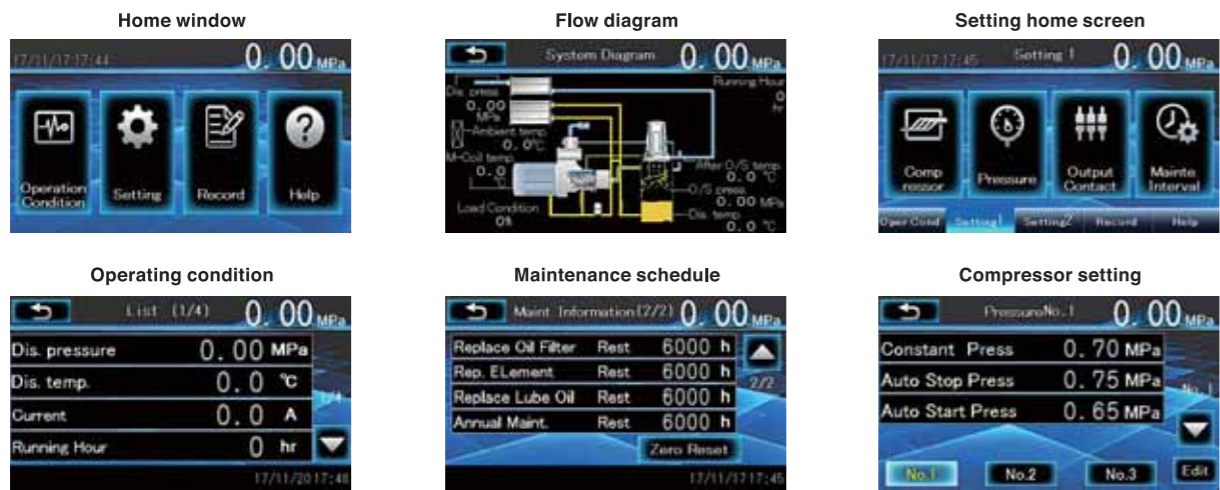 Home window
17/11/17 17:44
0.00 MPa
Operation Condition
Setting
Record
Help
Flow diagram
System Diagram
0.00 MPa
Dis. press
0.00 MPa
Ambient temp
0.0℃
M-Coil temp
0.0 ℃
Load Condition
0%
Running Hour
0 hr
After O/S temp
0.0 ℃
O/S press
0.00 MPa
Dis. temp
0.0 ℃
Setting home screen
17/11/17 17:45
Setting 1
0.00 MPa
Comp ressor
Pressure
Output Contact
Mainte. Interval
Oper Cond
Setting1
Setting2
Record
Help
Operating condition
List (1/4)
0.00 MPa
Dis. pressure 0.00 MPa
Dis. temp. 0.0 ℃
Current 0.0 A
Running Hour 0 hr
1/4
17/11/20 17:48
Maintenance schedule
Maint Information(2/2)
0.00 MPa
Replace Oil Filter Rest 6000 h
Rep. ELement Rest 6000 h
Replace Lube Oil Rest 6000 h
Annual Maint. Rest 6000 h
2/2
Zero Reset
17/11/17 17:45
Compressor setting
PressureNo.1
0.00 MPa
Constant Press 0.70 MPa
Auto Stop Press 0.75 MPa
Auto Start Press 0.65 MPa
No.1
No.1
No.2
No.3
Edit